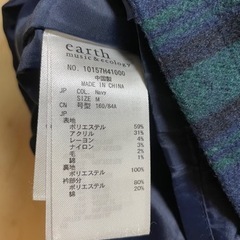 earth
music&ecology
NO. 10157H41000
中国製
MADE IN CHINA
JP COL. Navy
SIZE M
CN 号型 160/84A
JP
表地
ポリエステル 59%
アクリル 31%
レーヨン 4%
ナイロン 3%
毛 2%
綿 1%
裏地
ポリエステル 100%
衿部分
ポリエステル 80%
綿 20%